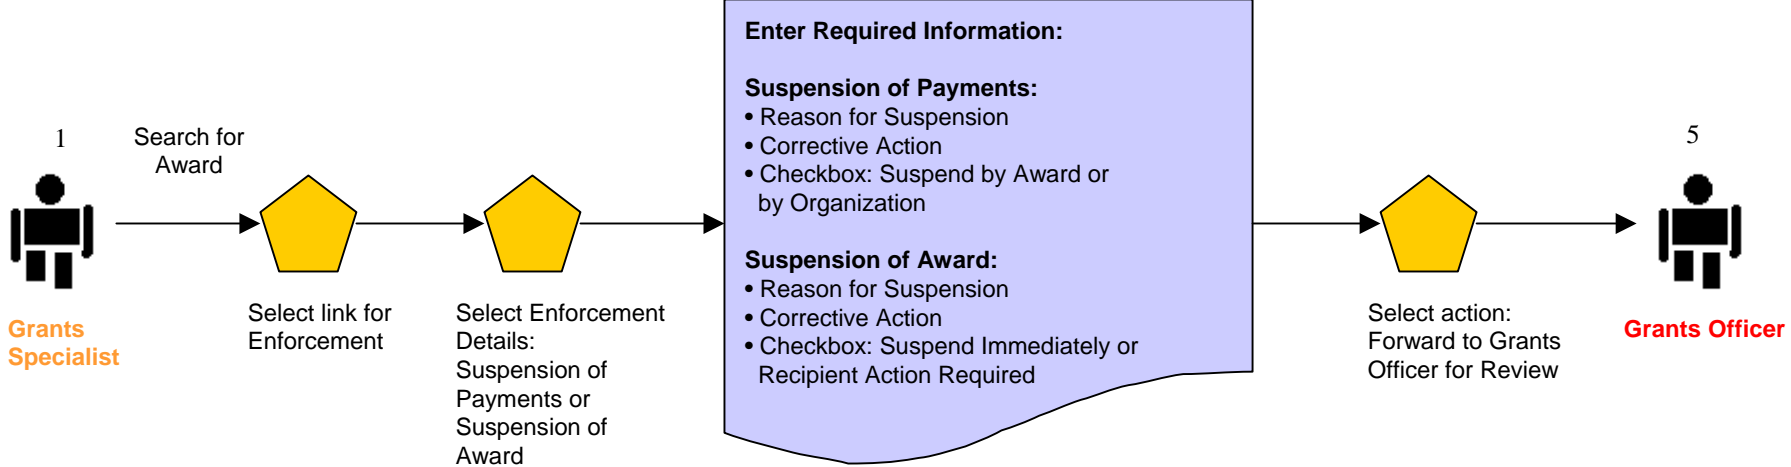 1
Grants
Specialist
Search for
Award
Select link for
Enforcement
Select Enforcement
Details:
Suspension of
Payments or
Suspension of
Award
Enter Required Information:
Suspension of Payments:
• Reason for Suspension
• Corrective Action
• Checkbox: Suspend by Award or
by Organization
Suspension of Award:
• Reason for Suspension
• Corrective Action
• Checkbox: Suspend Immediately or
Recipient Action Required
Select action:
Forward to Grants
Officer for Review
5
Grants Officer